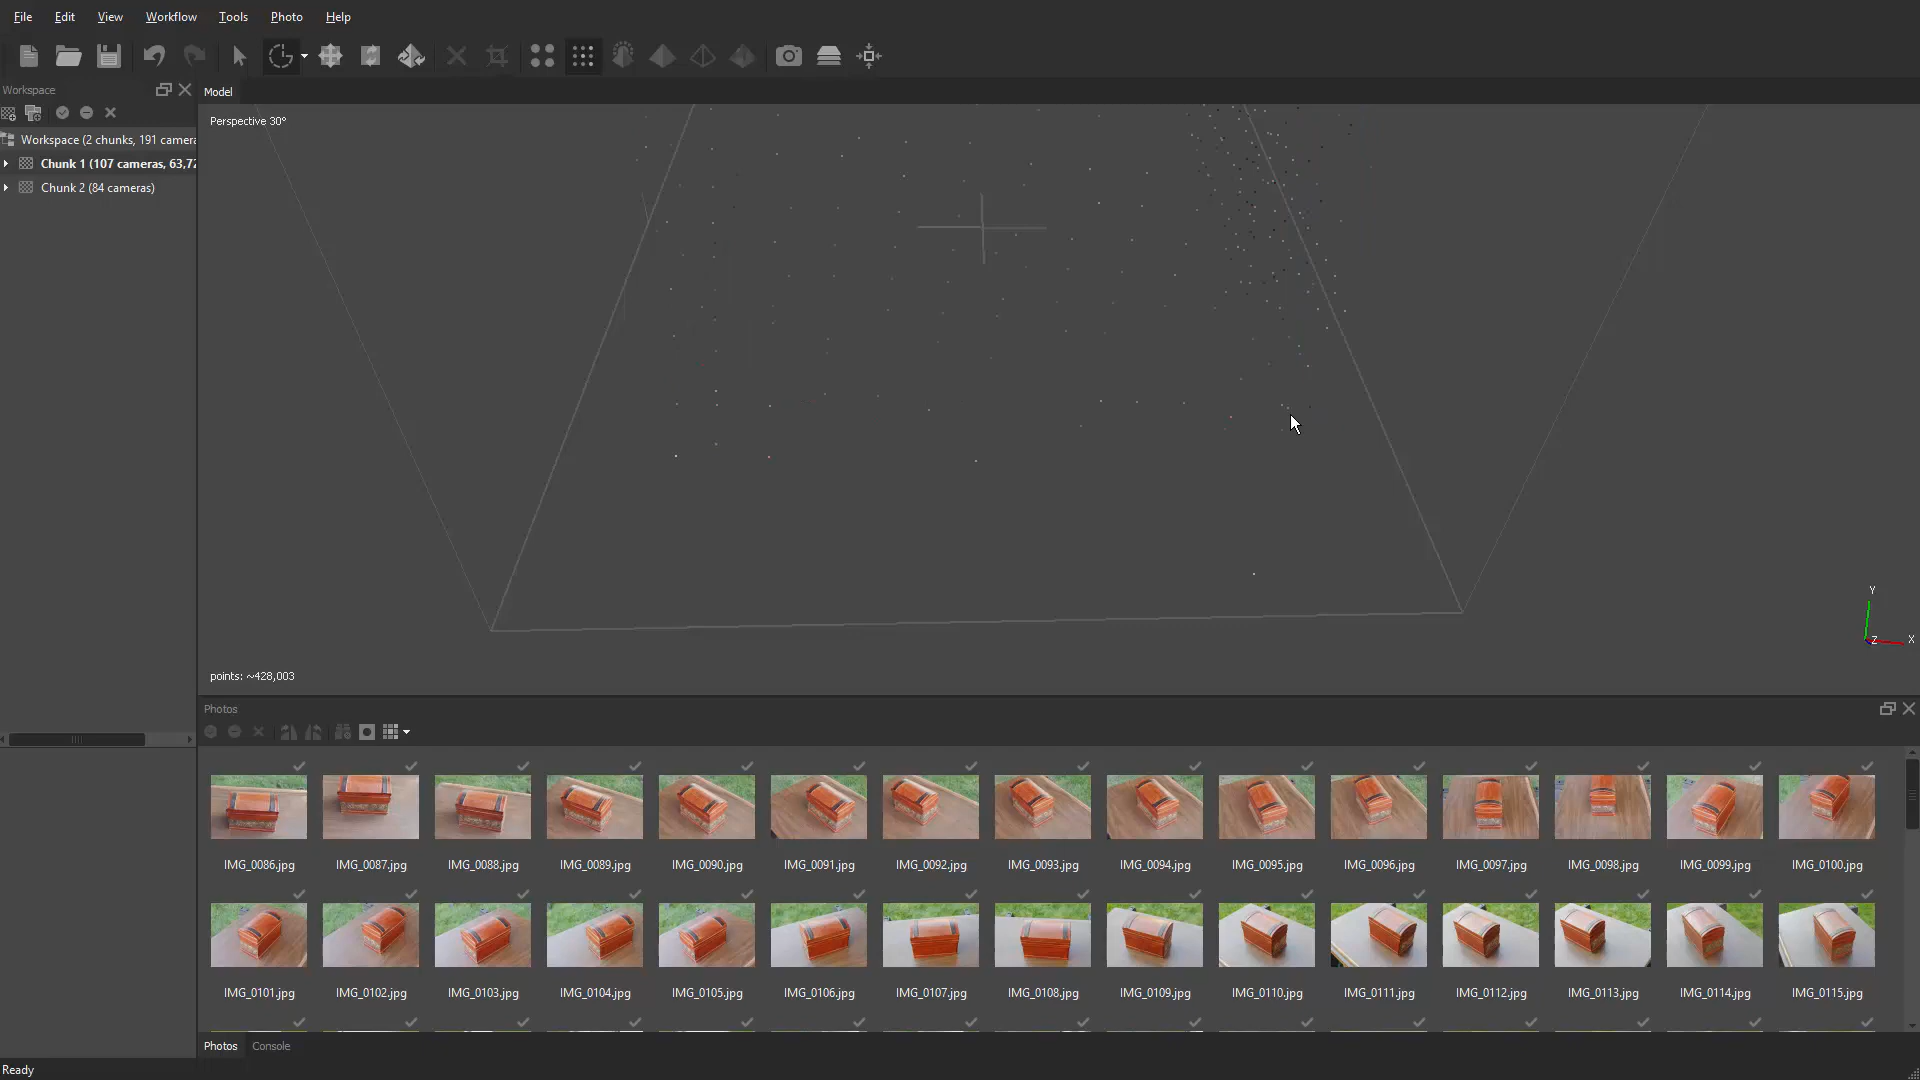 File Edit View Workflow Tools Photo Help
Workspace
Model
Perspective 30°
Workspace (2 chunks, 191 camera
Chunk 1 (107 cameras, 63,72
Chunk 2 (84 cameras)
Y
Z X
points: ~428,003
Photos
IMG_0086.jpg IMG_0087.jpg IMG_0088.jpg IMG_0089.jpg IMG_0090.jpg IMG_0091.jpg IMG_0092.jpg IMG_0093.jpg IMG_0094.jpg IMG_0095.jpg IMG_0096.jpg IMG_0097.jpg IMG_0098.jpg IMG_0099.jpg IMG_0100.jpg
IMG_0101.jpg IMG_0102.jpg IMG_0103.jpg IMG_0104.jpg IMG_0105.jpg IMG_0106.jpg IMG_0107.jpg IMG_0108.jpg IMG_0109.jpg IMG_0110.jpg IMG_0111.jpg IMG_0112.jpg IMG_0113.jpg IMG_0114.jpg IMG_0115.jpg
Photos Console
Ready